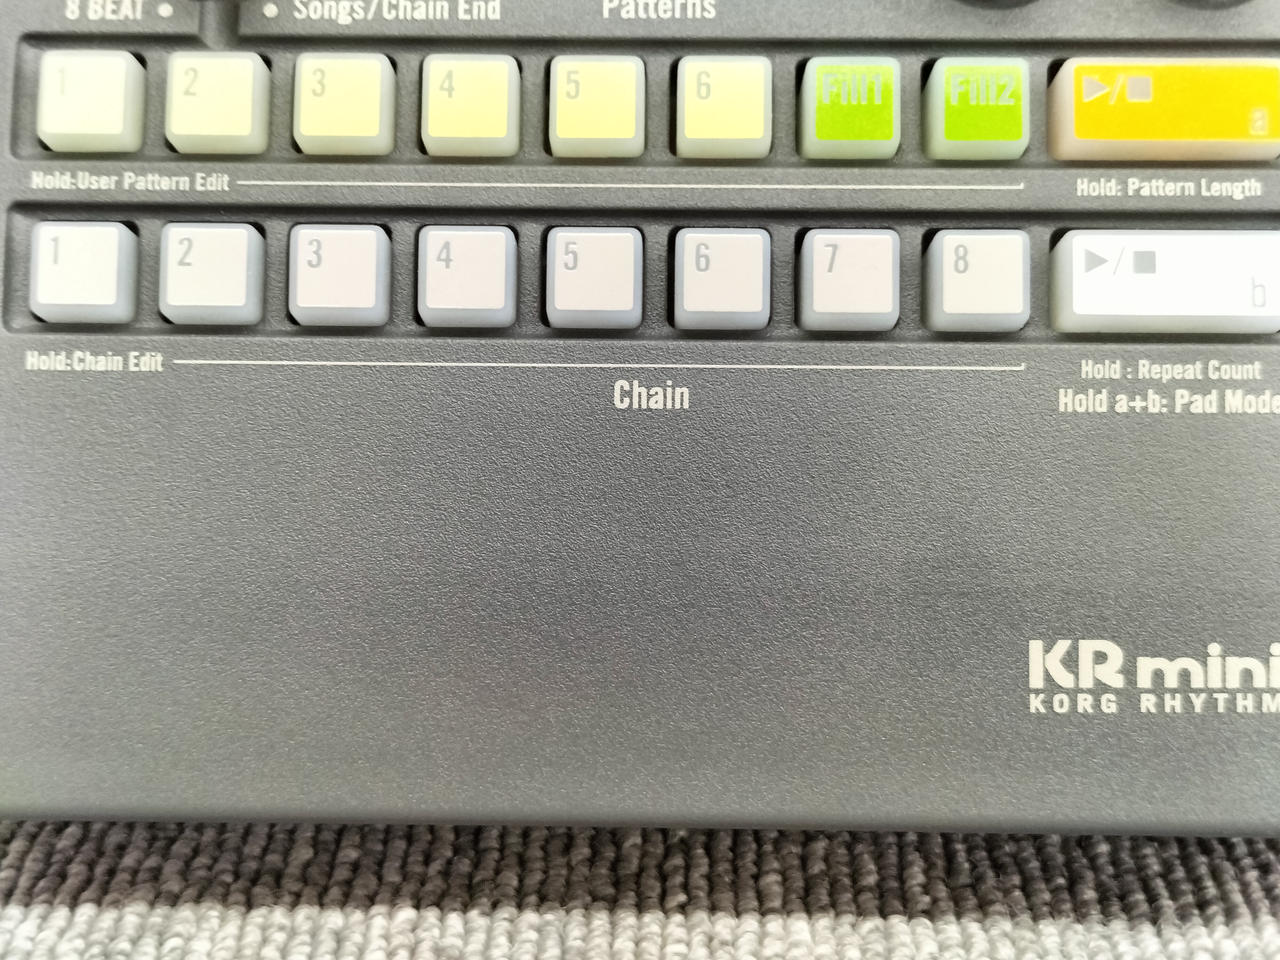 8 BEAT
Songs/Chain End
Patterns
1 2 3 4 5 6 Fill1 Fill2 ▶/■ a
Hold:User Pattern Edit
Hold: Pattern Length
1 2 3 4 5 6 7 8 ▶/■ b
Hold:Chain Edit
Chain
Hold : Repeat Count
Hold a+b: Pad Mode
KR mini
KORG RHYTHM